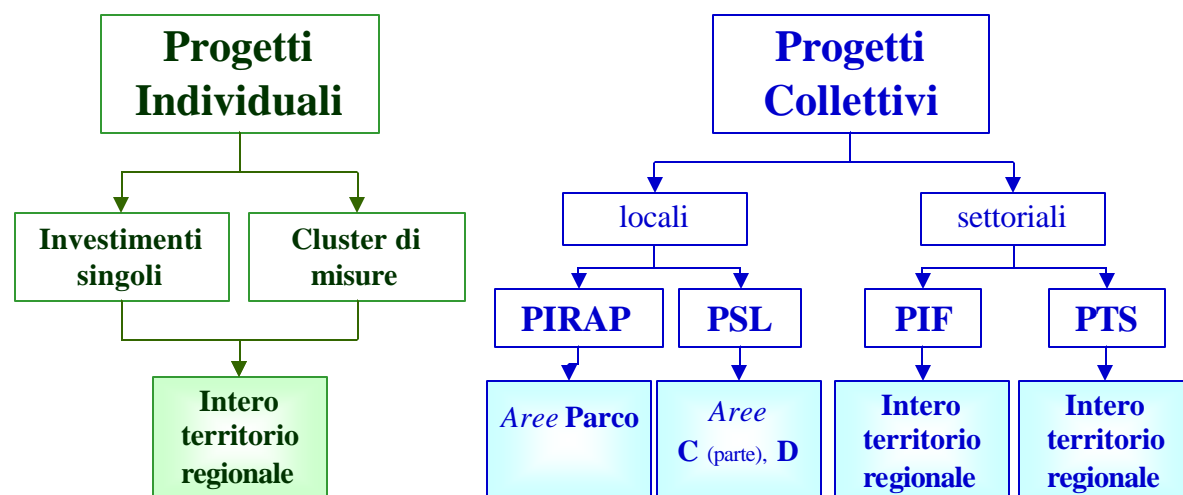 Progetti
Individuali
Investimenti
singoli
Cluster di
misure
Intero
territorio
regionale
Progetti
Collettivi
locali
settoriali
PIRAP
PSL
PIF
PTS
Aree Parco
Aree
C (parte), D
Intero
territorio
regionale
Intero
territorio
regionale